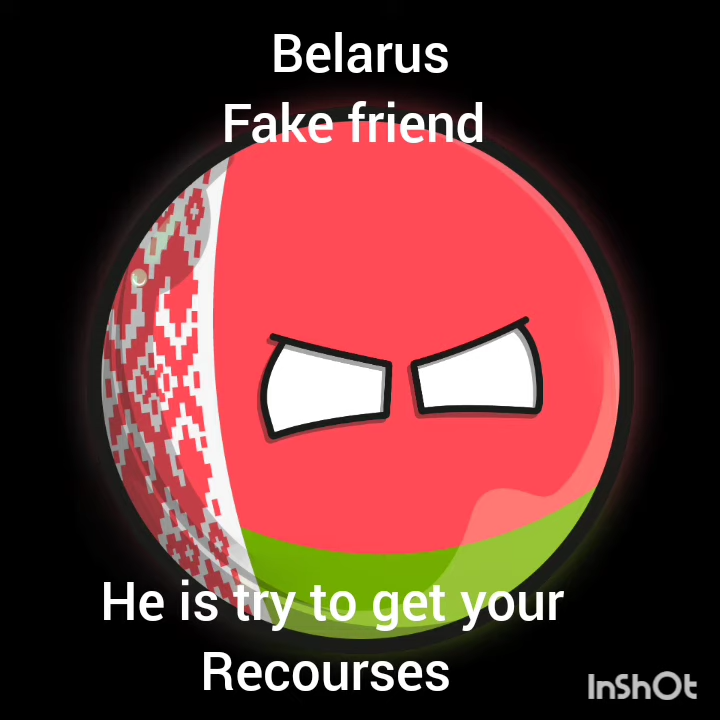 Belarus
Fake friend
He is try to get your
Recourses
InShOt